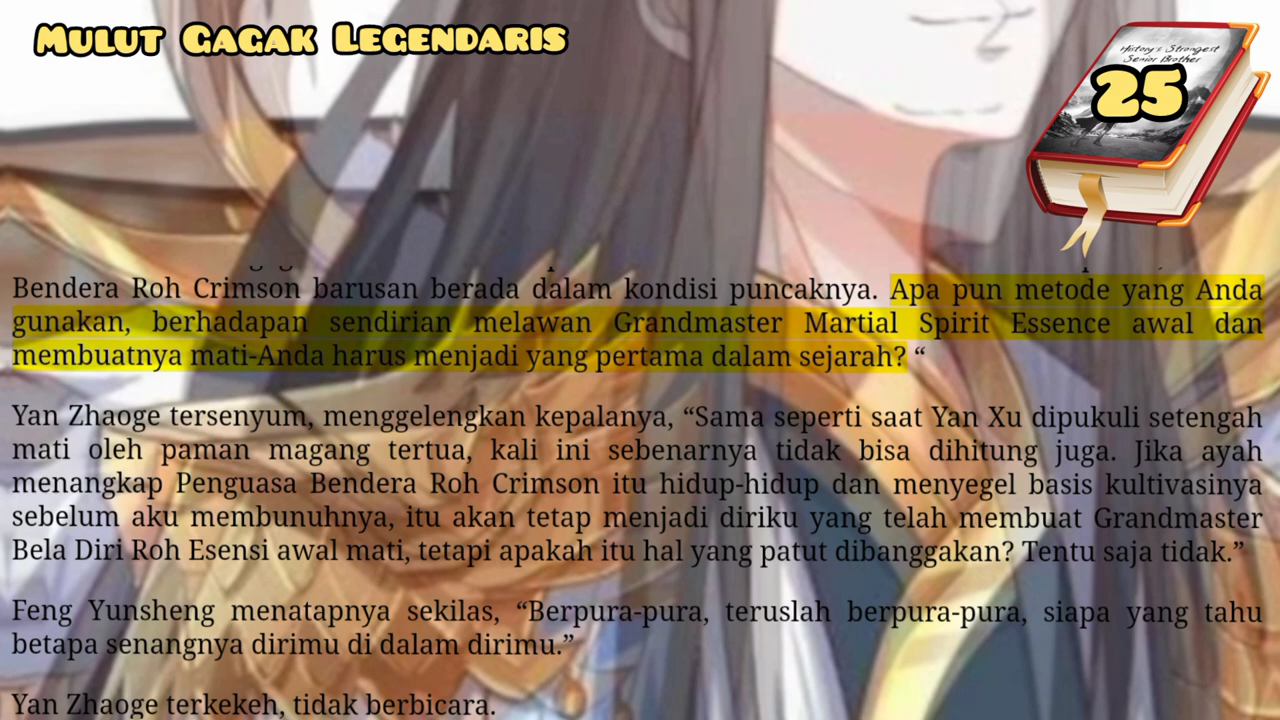 Mulut Gagak Legendaris
History's Strongest
Senior Brother
25
Bendera Roh Crimson barusan berada dalam kondisi puncaknya. Apa pun metode yang Anda
gunakan, berhadapan sendirian melawan Grandmaster Martial Spirit Essence awal dan
membuatnya mati-Anda harus menjadi yang pertama dalam sejarah? “
Yan Zhaoge tersenyum, menggelengkan kepalanya, “Sama seperti saat Yan Xu dipukuli setengah
mati oleh paman magang tertua, kali ini sebenarnya tidak bisa dihitung juga. Jika ayah
menangkap Penguasa Bendera Roh Crimson itu hidup-hidup dan menyegel basis kultivasinya
sebelum aku membunuhnya, itu akan tetap menjadi diriku yang telah membuat Grandmaster
Bela Diri Roh Esensi awal mati, tetapi apakah itu hal yang patut dibanggakan? Tentu saja tidak.”
Feng Yunsheng menatapnya sekilas, “Berpura-pura, teruslah berpura-pura, siapa yang tahu
betapa senangnya dirimu di dalam dirimu.”
Yan Zhaoge terkekeh, tidak berbicara.